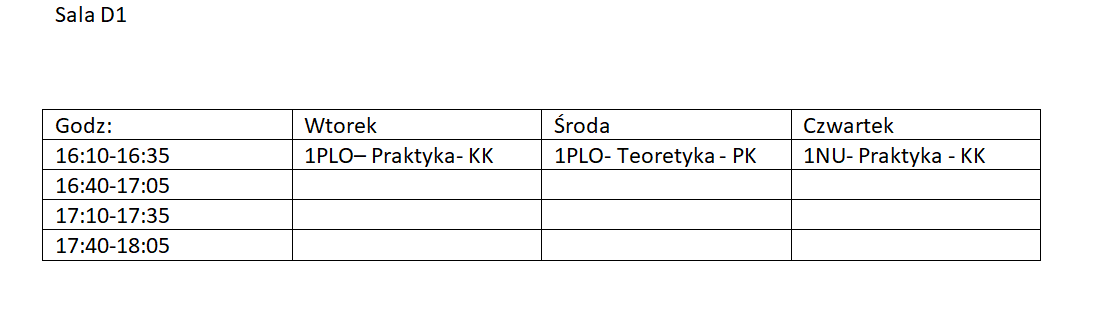 Sala D1
Godz: Wtorek Środa Czwartek
16:10-16:35 1PLO– Praktyka- KK 1PLO- Teoretyka - PK 1NU- Praktyka - KK
16:40-17:05
17:10-17:35
17:40-18:05